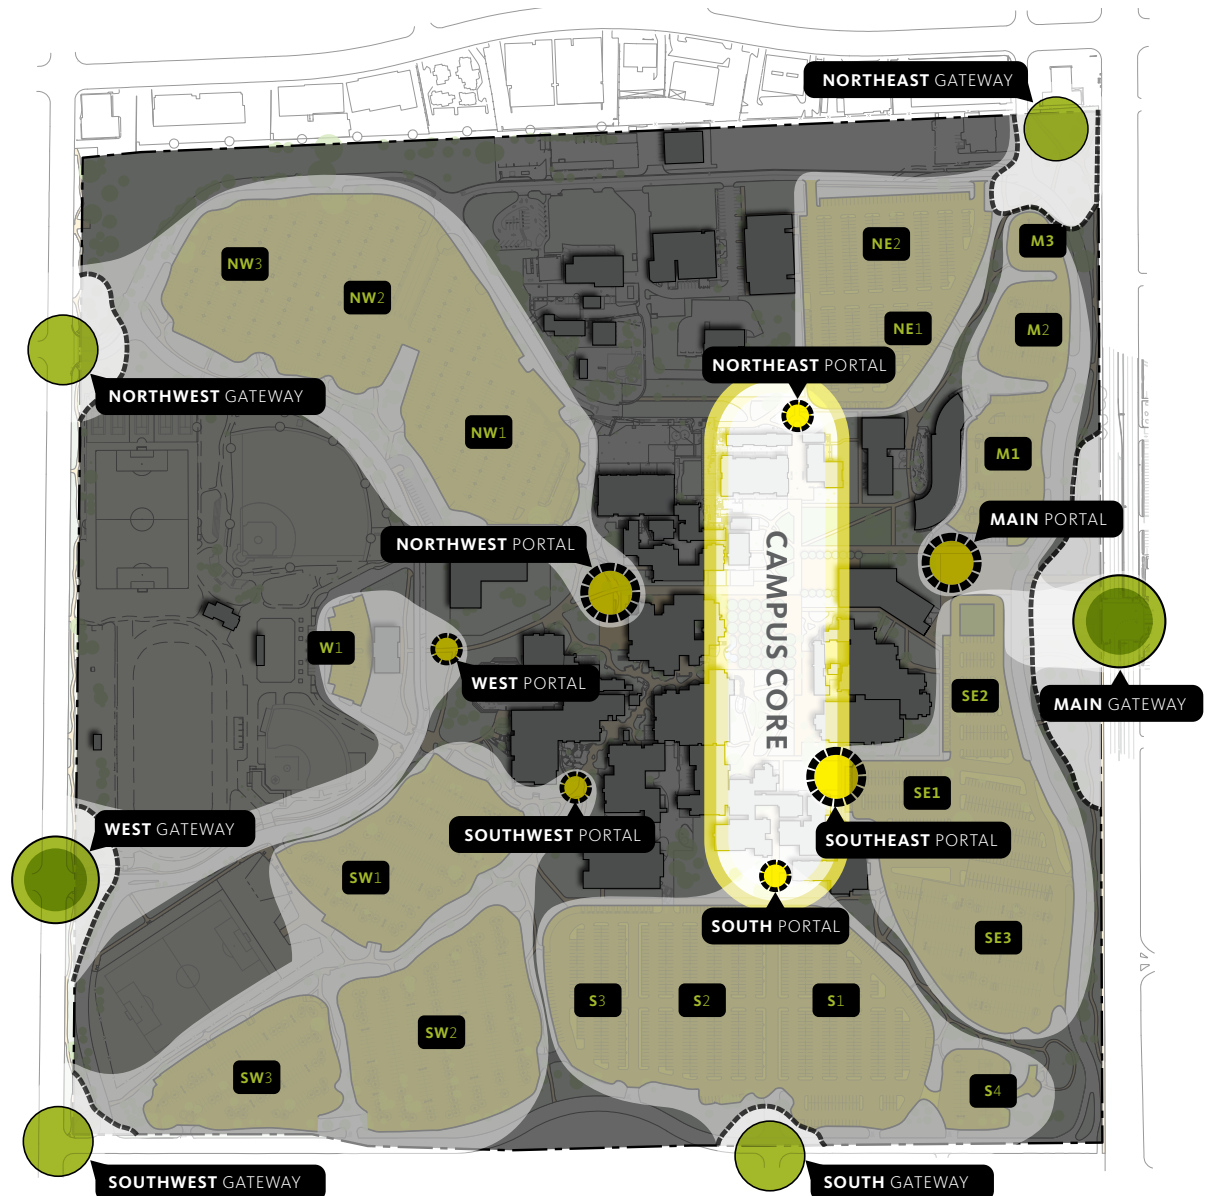 NORTHEAST GATEWAY
NE2
M3
NW3
NW2
NE1
M2
NORTHEAST PORTAL
NORTHWEST GATEWAY
NW1
M1
MAIN PORTAL
NORTHWEST PORTAL
CAMPUS CORE
W1
WEST PORTAL
SE2
MAIN GATEWAY
SE1
WEST GATEWAY
SOUTHWEST PORTAL
SOUTHEAST PORTAL
SW1
SOUTH PORTAL
SE3
S3
S2
S1
SW2
SW3
S4
SOUTHWEST GATEWAY
SOUTH GATEWAY